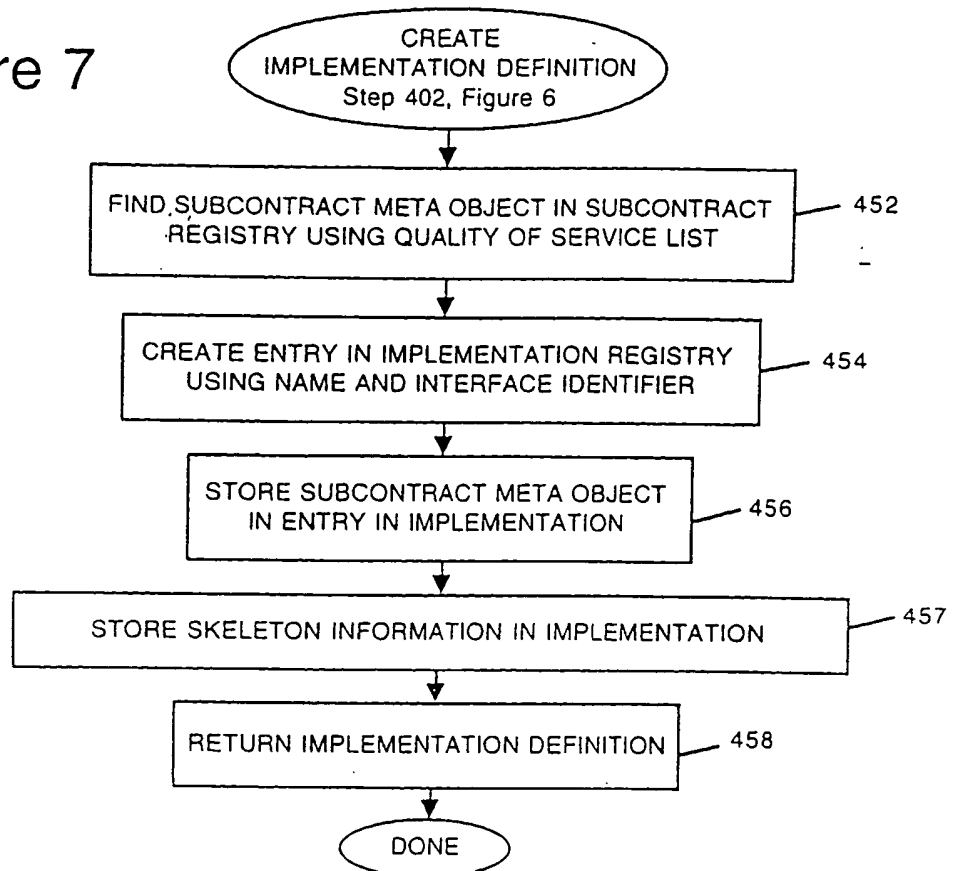 re 7
CREATE
IMPLEMENTATION DEFINITION
Step 402, Figure 6
FIND SUBCONTRACT META OBJECT IN SUBCONTRACT
REGISTRY USING QUALITY OF SERVICE LIST
452
CREATE ENTRY IN IMPLEMENTATION REGISTRY
USING NAME AND INTERFACE IDENTIFIER
454
STORE SUBCONTRACT META OBJECT
IN ENTRY IN IMPLEMENTATION
456
STORE SKELETON INFORMATION IN IMPLEMENTATION
457
RETURN IMPLEMENTATION DEFINITION
458
DONE